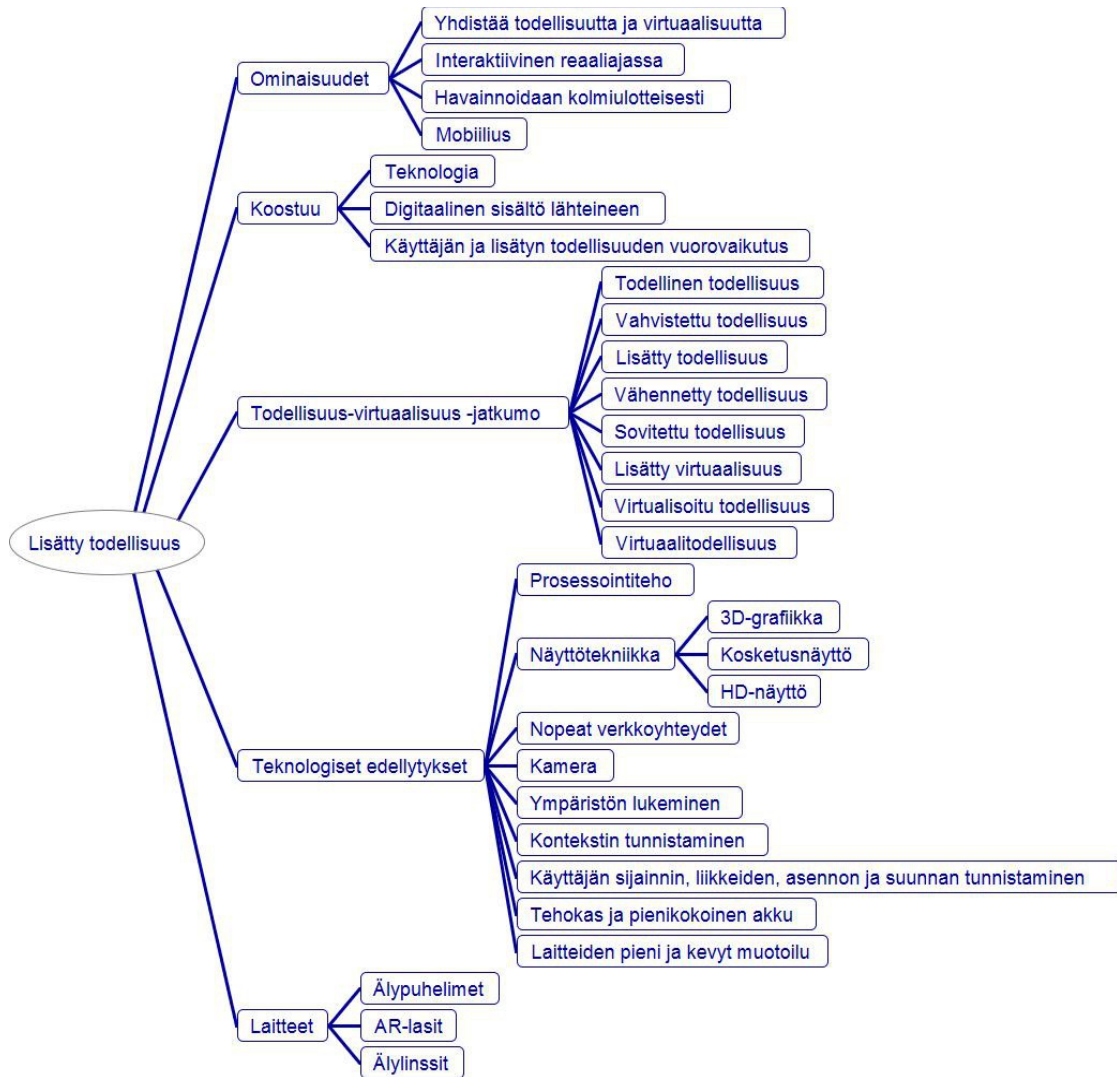 Lisätty todellisuus
Ominaisuudet
Yhdistää todellisuutta ja virtuaalisuutta
Interaktiivinen reaaliajassa
Havainnoidaan kolmiulotteisesti
Mobiilius
Koostuu
Teknologia
Digitaalinen sisältö lähteineen
Käyttäjän ja lisätyn todellisuuden vuorovaikutus
Todellisuus-virtuaalisuus -jatkumo
Todellinen todellisuus
Vahvistettu todellisuus
Lisätty todellisuus
Vähennetty todellisuus
Sovitettu todellisuus
Lisätty virtuaalisuus
Virtualisoitu todellisuus
Virtuaalitodellisuus
Teknologiset edellytykset
Prosessointiteho
Näyttötekniikka
3D-grafiikka
Kosketusnäyttö
HD-näyttö
Nopeat verkkoyhteydet
Kamera
Ympäristön lukeminen
Kontekstin tunnistaminen
Käyttäjän sijainnin, liikkeiden, asennon ja suunnan tunnistaminen
Tehokas ja pienikokoinen akku
Laitteiden pieni ja kevyt muotoilu
Laitteet
Älypuhelimet
AR-lasit
Älylinssit